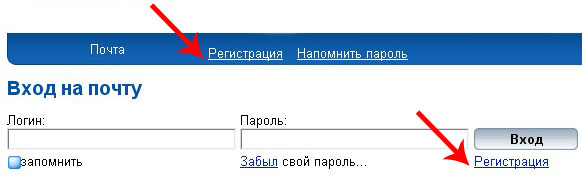 Почта Регистрация Напомнить пароль
Вход на почту
Логин: Пароль:
Вход
запомнить Забыл свой пароль... Регистрация